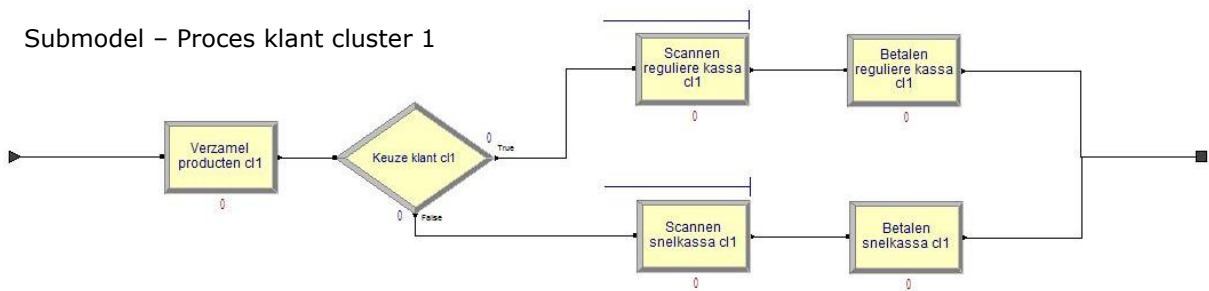 Submodel – Proces klant cluster 1
Verzamel
producten cl1
0
Keuze klant cl1
0
True
0
False
Scannen
reguliere kassa
cl1
0
Betalen
reguliere kassa
cl1
0
Scannen
snelkassa cl1
0
Betalen
snelkassa cl1
0